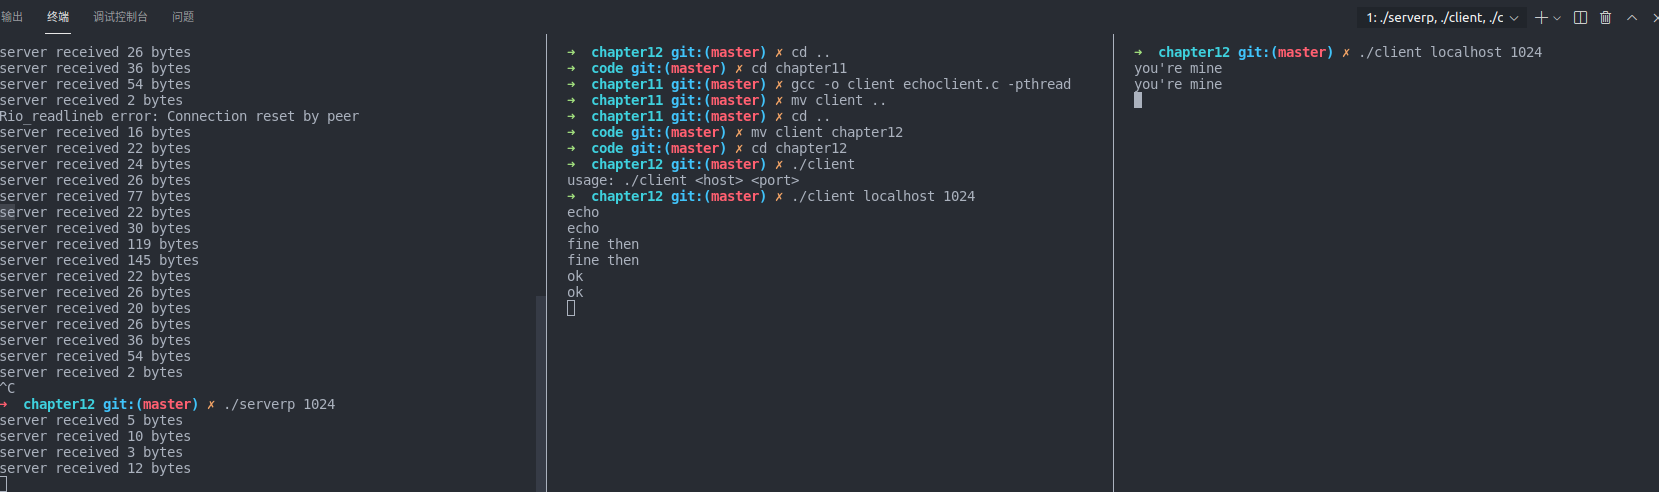 输出 终端 调试控制台 问题 1: ./serverp, ./client, ./c
server received 26 bytes
server received 36 bytes
server received 54 bytes
server received 2 bytes
Rio_readlineb error: Connection reset by peer
server received 16 bytes
server received 22 bytes
server received 24 bytes
server received 26 bytes
server received 77 bytes
server received 22 bytes
server received 30 bytes
server received 119 bytes
server received 145 bytes
server received 22 bytes
server received 26 bytes
server received 20 bytes
server received 26 bytes
server received 36 bytes
server received 54 bytes
server received 2 bytes
^C
➜ chapter12 git:(master) ✗ ./serverp 1024
server received 5 bytes
server received 10 bytes
server received 3 bytes
server received 12 bytes
➜ chapter12 git:(master) ✗ cd ..
➜ code git:(master) ✗ cd chapter11
➜ chapter11 git:(master) ✗ gcc -o client echoclient.c -pthread
➜ chapter11 git:(master) ✗ mv client ..
➜ chapter11 git:(master) ✗ cd ..
➜ code git:(master) ✗ mv client chapter12
➜ code git:(master) ✗ cd chapter12
➜ chapter12 git:(master) ✗ ./client
usage: ./client <host> <port>
➜ chapter12 git:(master) ✗ ./client localhost 1024
echo
echo
fine then
fine then
ok
ok
➜ chapter12 git:(master) ✗ ./client localhost 1024
you're mine
you're mine